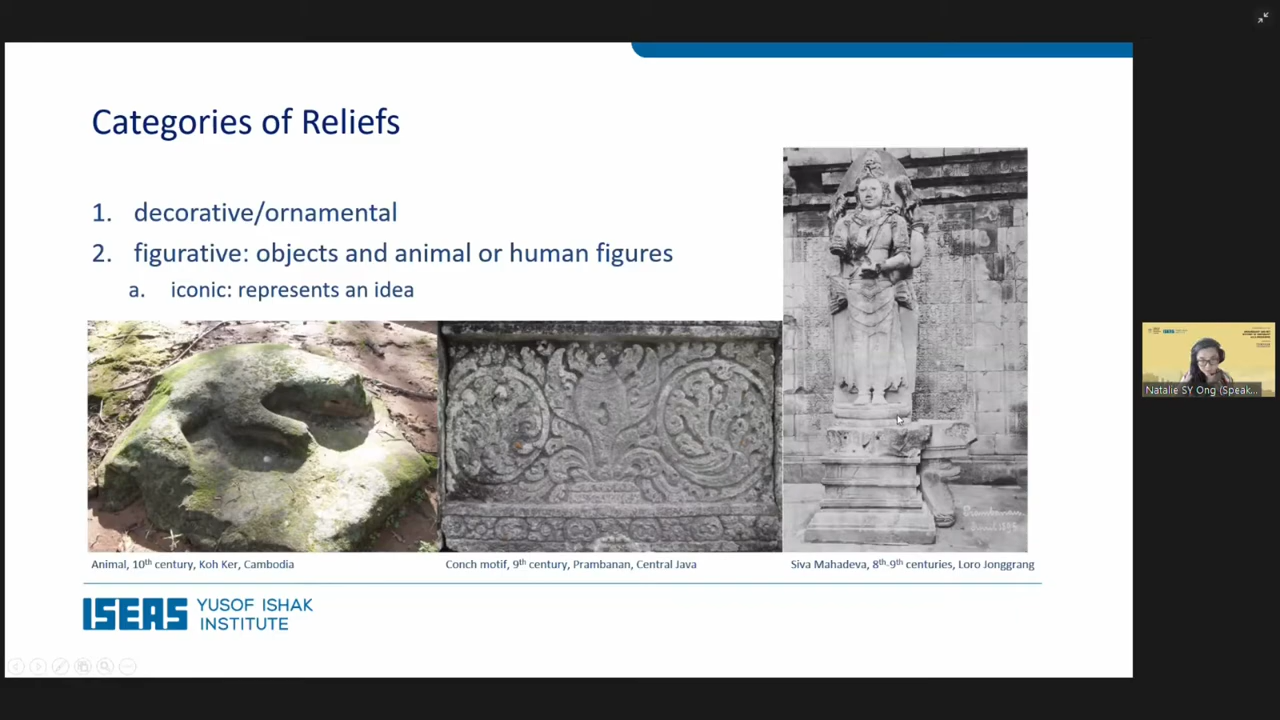 Categories of Reliefs
1. decorative/ornamental
2. figurative: objects and animal or human figures
a. iconic: represents an idea
Animal, 10th century, Koh Ker, Cambodia
Conch motif, 9th century, Prambanan, Central Java
Siva Mahadeva, 8th-9th centuries, Loro Jonggrang
ISEAS YUSOF ISHAK
INSTITUTE
Natalie SY Ong (Speak...